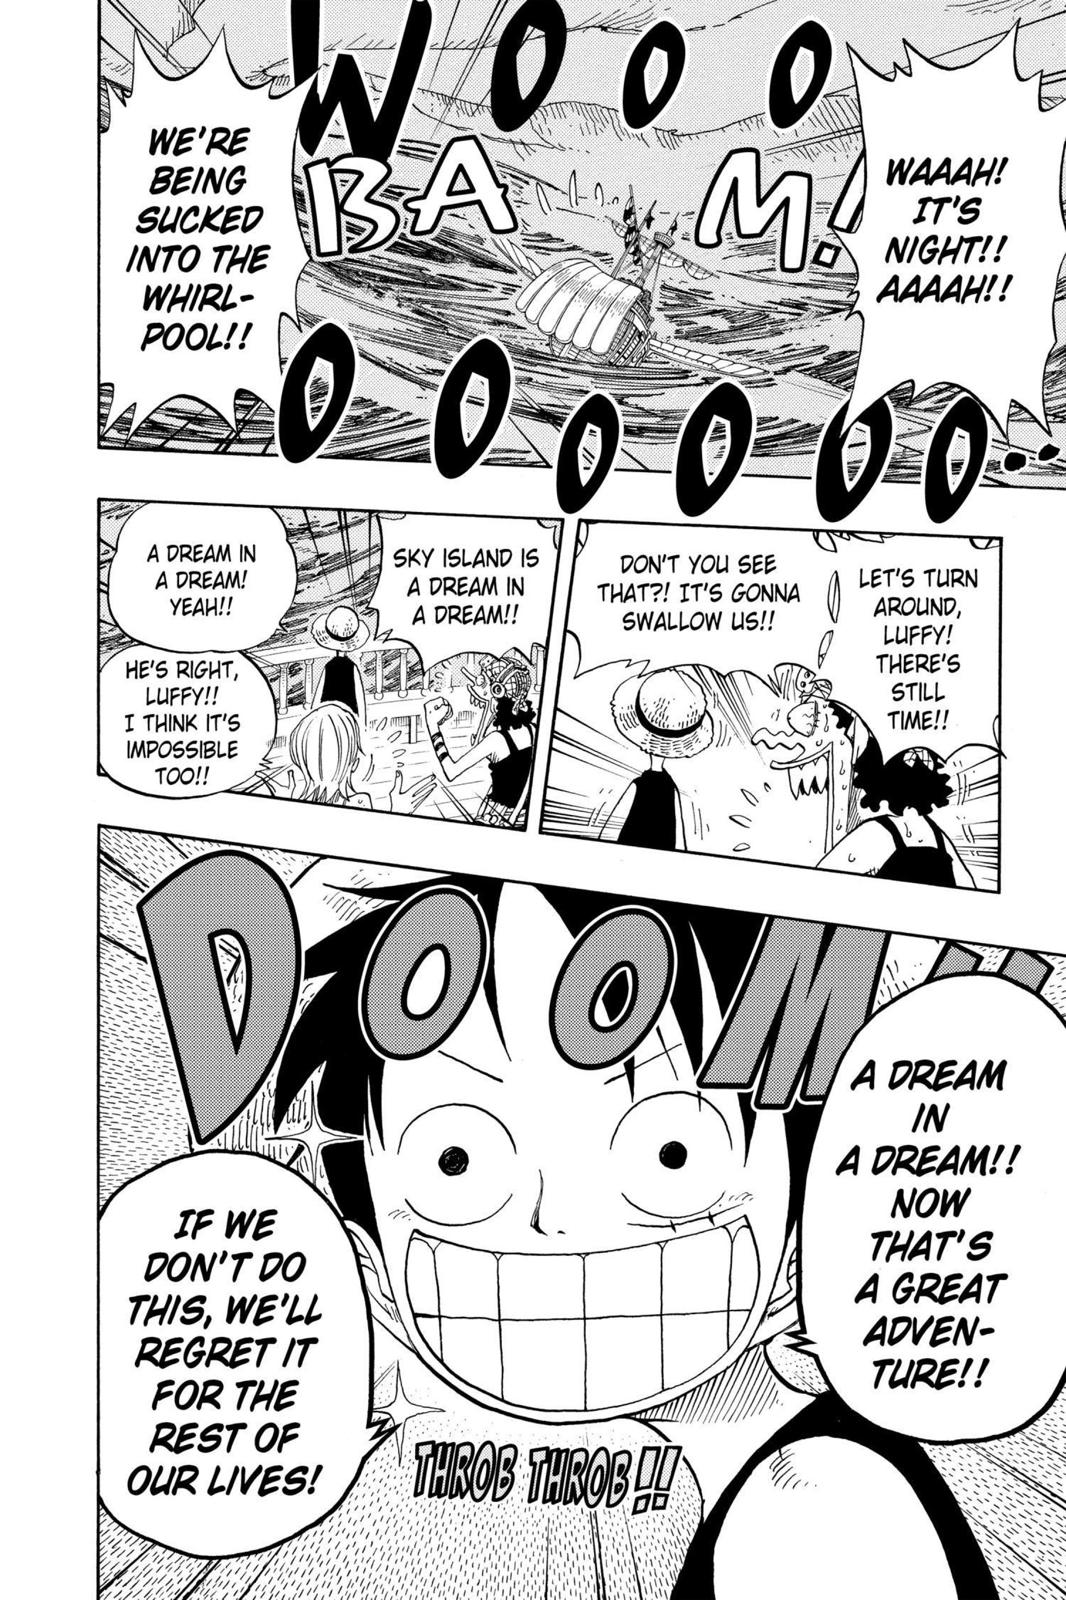 WOOO
WAAAH!
IT'S
NIGHT!!
AAAAH!!
BAM!!
WE'RE
BEING
SUCKED
INTO THE
WHIRL-
POOL!!
OOOOOO...
LET'S TURN
AROUND,
LUFFY!
THERE'S
STILL
TIME!!
DON'T YOU SEE
THAT?! IT'S GONNA
SWALLOW US!!
SKY ISLAND IS
A DREAM IN
A DREAM!!
A DREAM IN
A DREAM!
YEAH!!
HE'S RIGHT,
LUFFY!!
I THINK IT'S
IMPOSSIBLE
TOO!!
DOOM!!
A DREAM
IN
A DREAM!!
NOW
THAT'S
A GREAT
ADVEN-
TURE!!
IF WE
DON'T DO
THIS, WE'LL
REGRET IT
FOR THE
REST OF
OUR LIVES!
THROB THROB!!